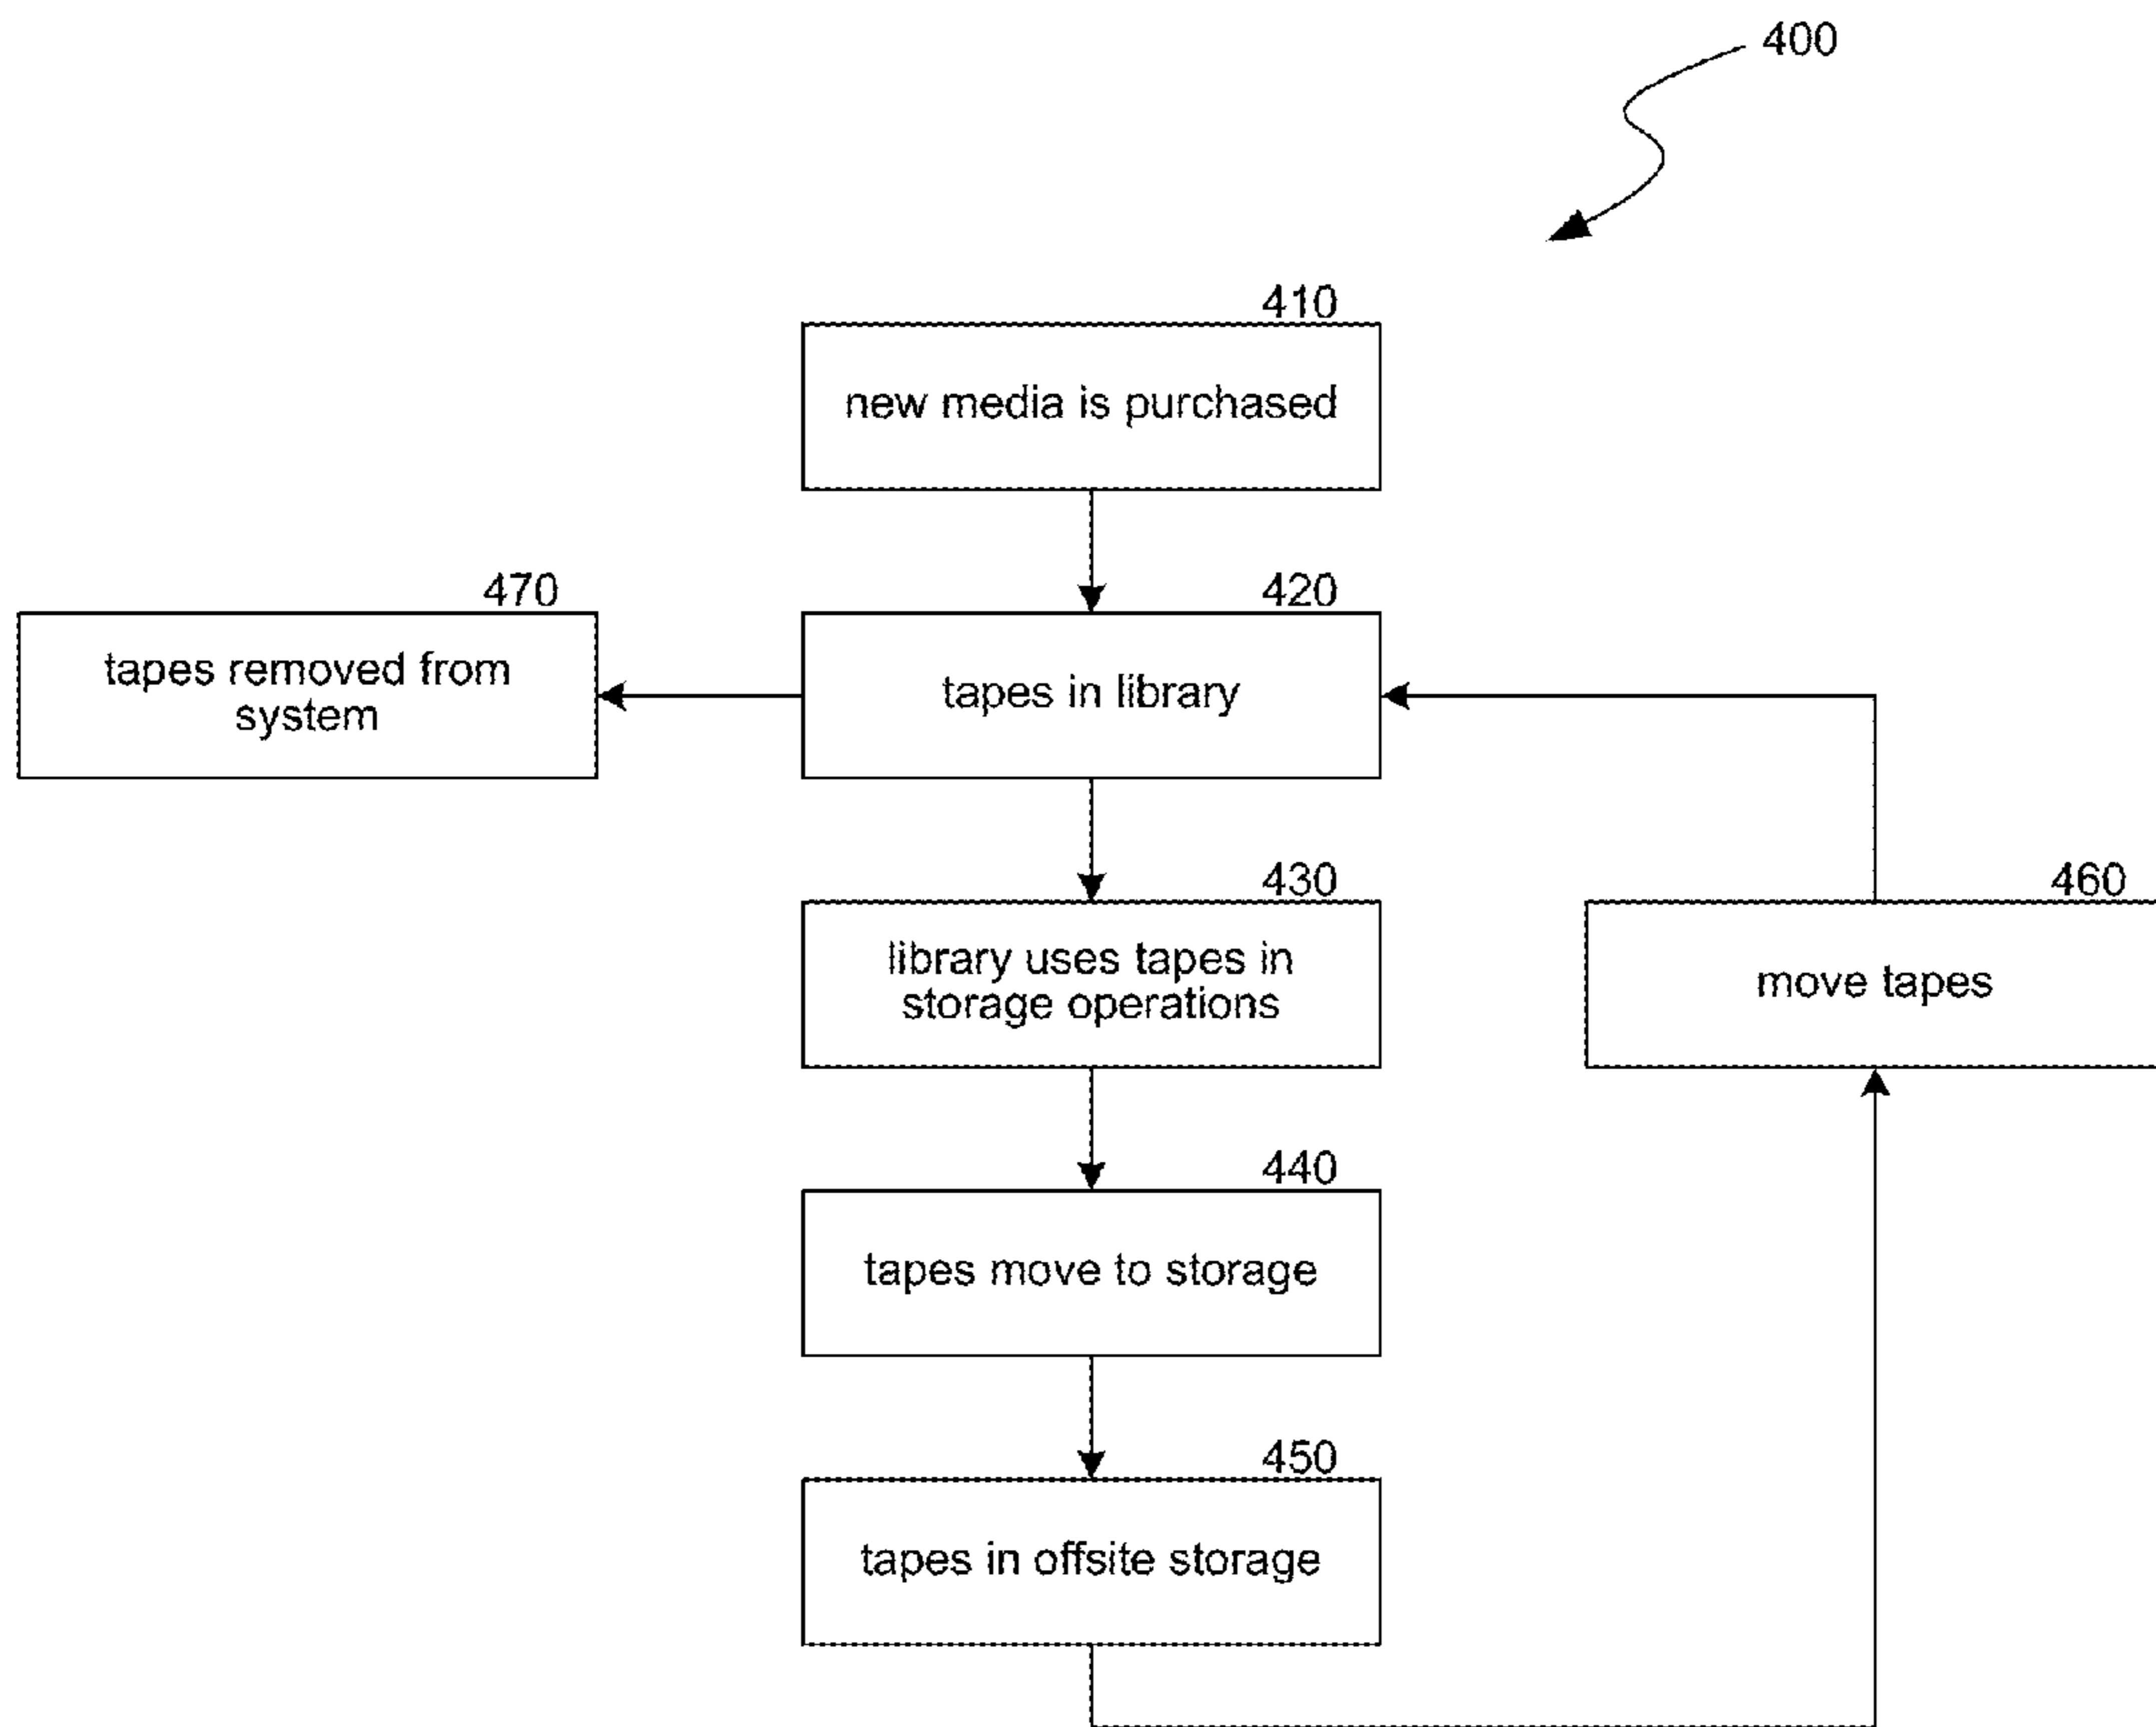 400
410
new media is purchased
470
tapes removed from
system
420
tapes in library
430
library uses tapes in
storage operations
460
move tapes
440
tapes move to storage
450
tapes in offsite storage